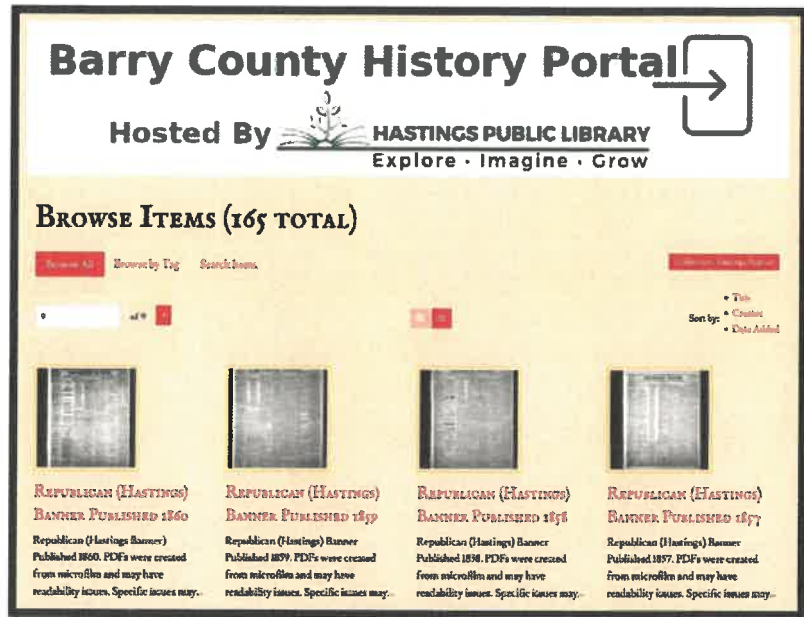 Barry County History Portal
Hosted By HASTINGS PUBLIC LIBRARY
Explore · Imagine · Grow
BROWSE ITEMS (165 TOTAL)
Browse All Browse by Tag Search Items
of 9
Sort by:
• Title
• Creator
• Date Added
REPUBLICAN (HASTINGS)
BANNER PUBLISHED 1860
Republican (Hastings Banner)
Published 1860. PDFs were created
from microfilm and may have
readability issues. Specific issues may...
REPUBLICAN (HASTINGS)
BANNER PUBLISHED 1859
Republican (Hastings) Banner
Published 1859. PDFs were created
from microfilm and may have
readability issues. Specific issues may...
REPUBLICAN (HASTINGS)
BANNER PUBLISHED 1858
Republican (Hastings) Banner
Published 1858. PDFs were created
from microfilm and may have
readability issues. Specific issues may...
REPUBLICAN (HASTINGS)
BANNER PUBLISHED 1857
Republican (Hastings) Banner
Published 1857. PDFs were created
from microfilm and may have
readability issues. Specific issues may...